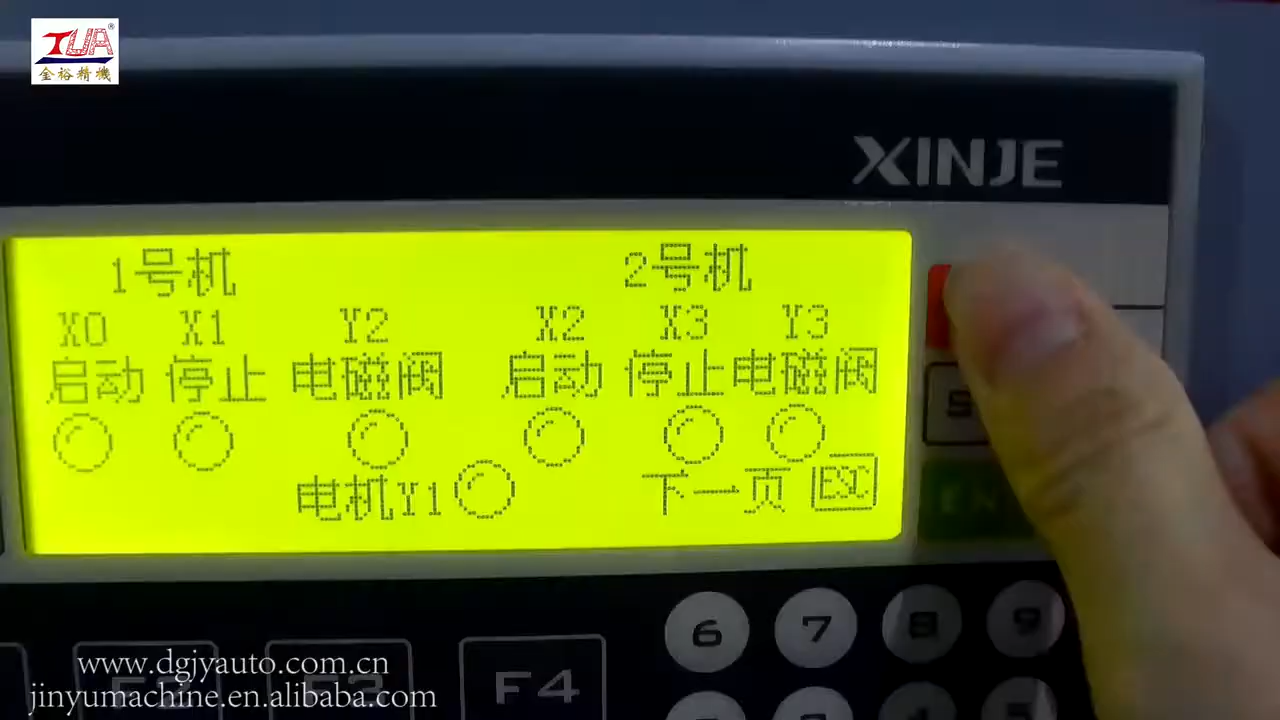 IUA
金裕精機
XINJE
1号机 2号机
X0 X1 Y2 X2 X3 Y3
启动 停止 电磁阀 启动 停止 电磁阀
电机Y1 下一页 ESC
6 7 8 9
F4
www.dgjyauto.com.cn
jinyumachine.en.alibaba.com